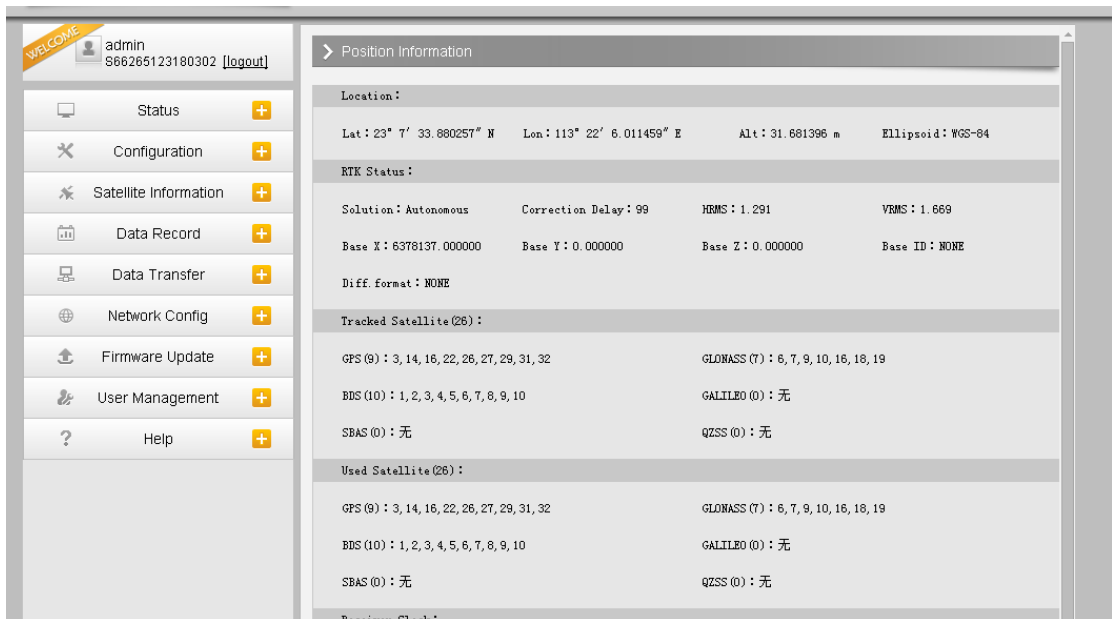 WELCOME
admin
S66265123180302 [logout]
Status
Configuration
Satellite Information
Data Record
Data Transfer
Network Config
Firmware Update
User Management
Help
Position Information
Location:
Lat: 23° 7′ 33.880257″ N Lon: 113° 22′ 6.011459″ E Alt: 31.681396 m Ellipsoid: WGS-84
RTK Status:
Solution: Autonomous Correction Delay: 99 HRMS: 1.291 VRMS: 1.669
Base X: 6378137.000000 Base Y: 0.000000 Base Z: 0.000000 Base ID: NONE
Diff.format: NONE
Tracked Satellite(26):
GPS(9): 3, 14, 16, 22, 26, 27, 29, 31, 32 GLONASS(7): 6, 7, 9, 10, 16, 18, 19
BDS(10): 1, 2, 3, 4, 5, 6, 7, 8, 9, 10 GALILEO(0): 无
SBAS(0): 无 QZSS(0): 无
Used Satellite(26):
GPS(9): 3, 14, 16, 22, 26, 27, 29, 31, 32 GLONASS(7): 6, 7, 9, 10, 16, 18, 19
BDS(10): 1, 2, 3, 4, 5, 6, 7, 8, 9, 10 GALILEO(0): 无
SBAS(0): 无 QZSS(0): 无